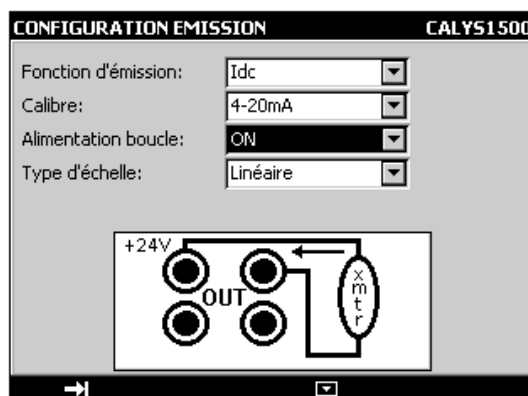 CONFIGURATION EMISSION CALYS1500
Fonction d'émission: Idc
Calibre: 4-20mA
Alimentation boucle: ON
Type d'échelle: Linéaire
+24V
OUT
xmtr